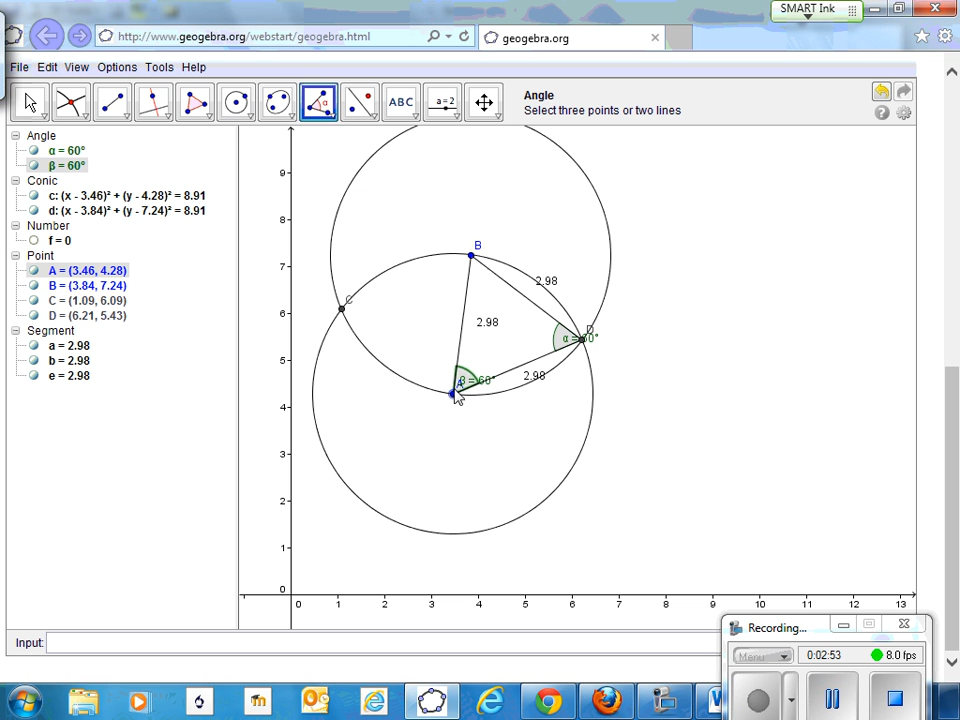 SMART Ink
http://www.geogebra.org/webstart/geogebra.html
geogebra.org
File Edit View Options Tools Help
ABC
a = 2
Angle
Select three points or two lines
Angle
α = 60°
β = 60°
Conic
c: (x - 3.46)² + (y - 4.28)² = 8.91
d: (x - 3.84)² + (y - 7.24)² = 8.91
Number
f = 0
Point
A = (3.46, 4.28)
B = (3.84, 7.24)
C = (1.09, 6.09)
D = (6.21, 5.43)
Segment
a = 2.98
b = 2.98
e = 2.98
9
8
7
6
5
4
3
2
1
0
B
2.98
C
2.98
D
α = 60°
A
β = 60°
2.98
0 1 2 3 4 5 6 7 8 9 10 11 12 13
Input:
Recording...
Menu
0:02:53
8.0 fps
m
W